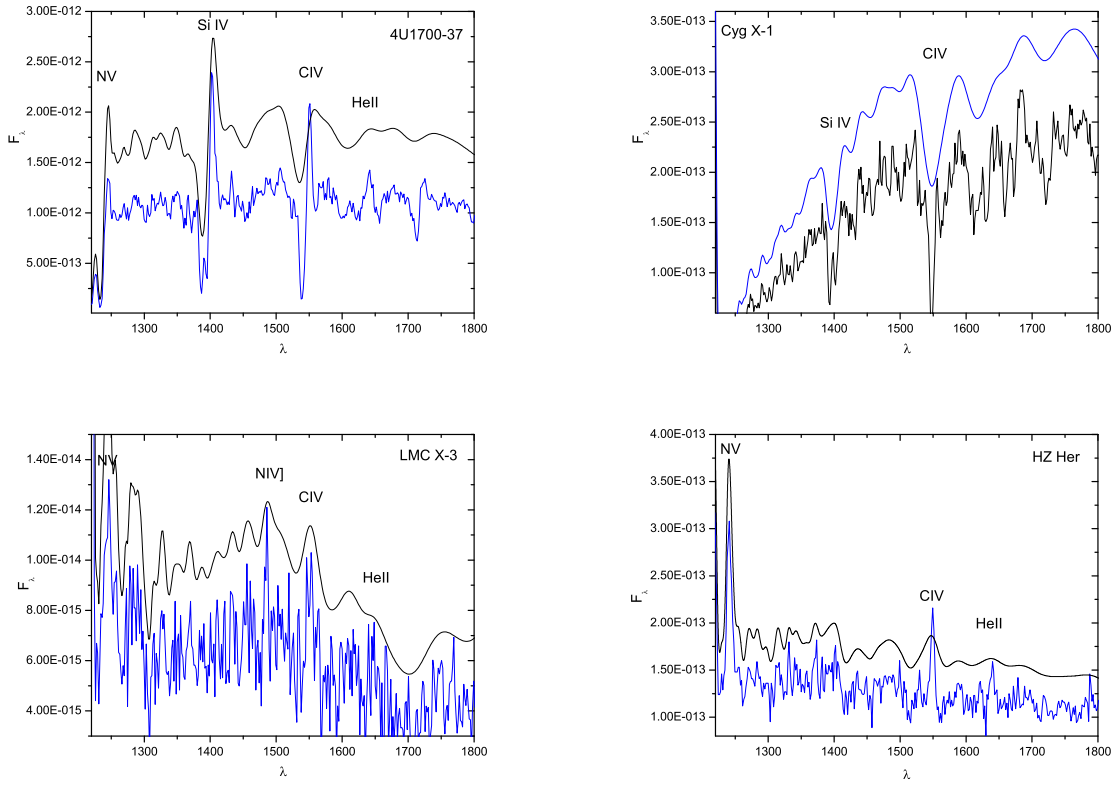 4U1700-37
Si IV
NV
CIV
HeII
3.00E-012
2.50E-012
2.00E-012
1.50E-012
1.00E-012
5.00E-013
F λ
1300 1400 1500 1600 1700 1800
λ
Cyg X-1
CIV
Si IV
3.50E-013
3.00E-013
2.50E-013
2.00E-013
1.50E-013
1.00E-013
F λ
1300 1400 1500 1600 1700 1800
λ
LMC X-3
NV
NIV]
CIV
HeII
1.40E-014
1.20E-014
1.00E-014
8.00E-015
6.00E-015
4.00E-015
F λ
1300 1400 1500 1600 1700 1800
λ
HZ Her
NV
CIV
HeII
4.00E-013
3.50E-013
3.00E-013
2.50E-013
2.00E-013
1.50E-013
1.00E-013
F λ
1300 1400 1500 1600 1700 1800
λ